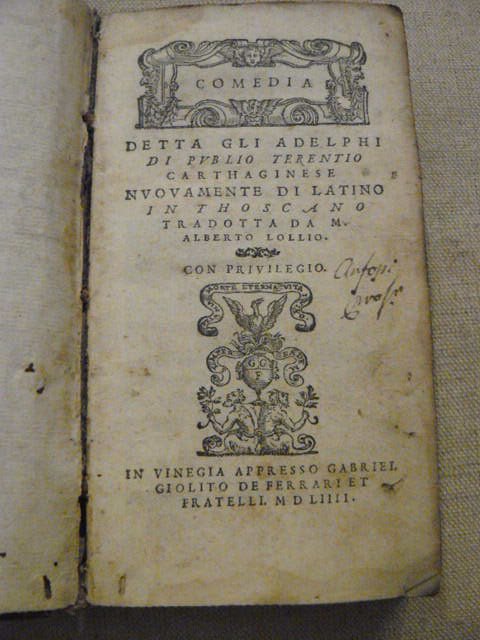 COMEDIA
DETTA GLI ADELPHI
DI PVBLIO TERENTIO
CARTHAGINESE
NVOVAMENTE DI LATINO
IN THOSCANO
TRADOTTA DA M.
ALBERTO LOLLIO.
CON PRIVILEGIO.
ETERNA VITA
G G
F
IN VINEGIA APPRESSO GABRIEL
GIOLITO DE FERRARI ET
FRATELLI. M D LIIII.